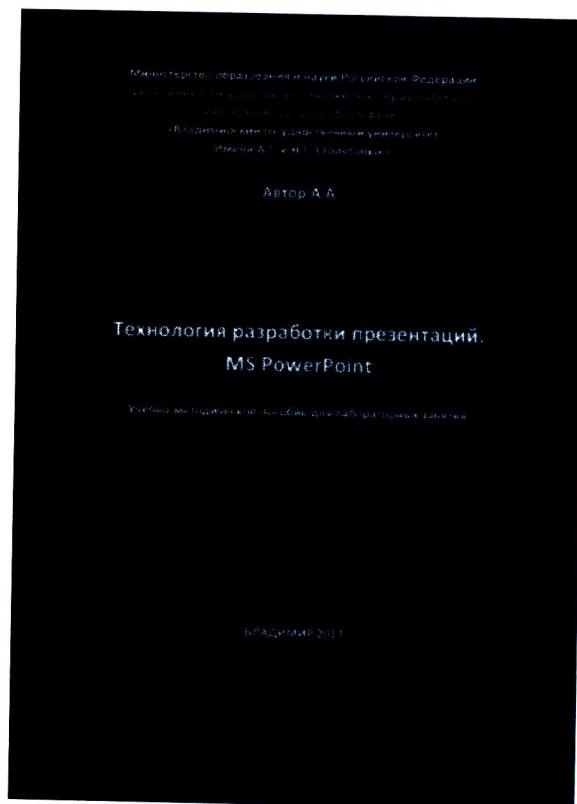 Министерство образования и науки Российской Федерации
«Владимирский государственный университет
Имени А.Г. и Н.Г. Столетовых»
Автор А.А
Технология разработки презентаций.
MS PowerPoint
Учебно-методическое пособие для лабораторных занятий
ВЛАДИМИР